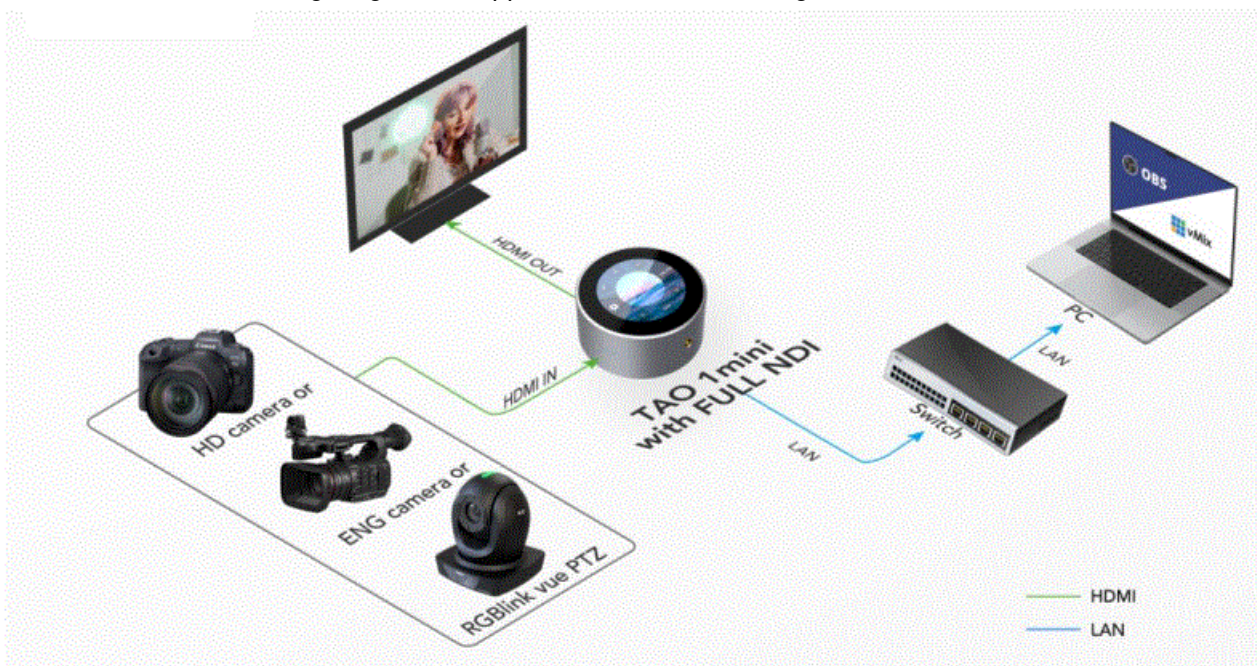 HDMI OUT
OBS
vMix
PC
LAN
Switch
HDMI IN
TAO 1mini
with FULL NDI
LAN
Canon
HD camera or
ENG camera or
RGBlink vue PTZ
HDMI
LAN